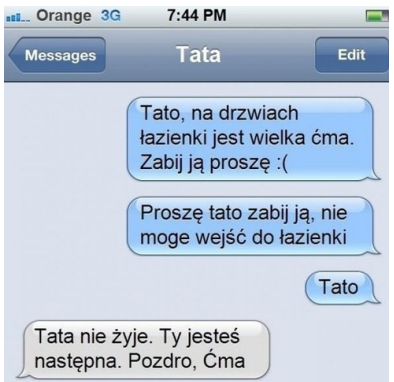 Orange 3G 7:44 PM
Messages Tata Edit
Tato, na drzwiach
łazienki jest wielka ćma.
Zabij ją proszę :(
Proszę tato zabij ją, nie
moge wejść do łazienki
Tato
Tata nie żyje. Ty jesteś
następna. Pozdro, Ćma